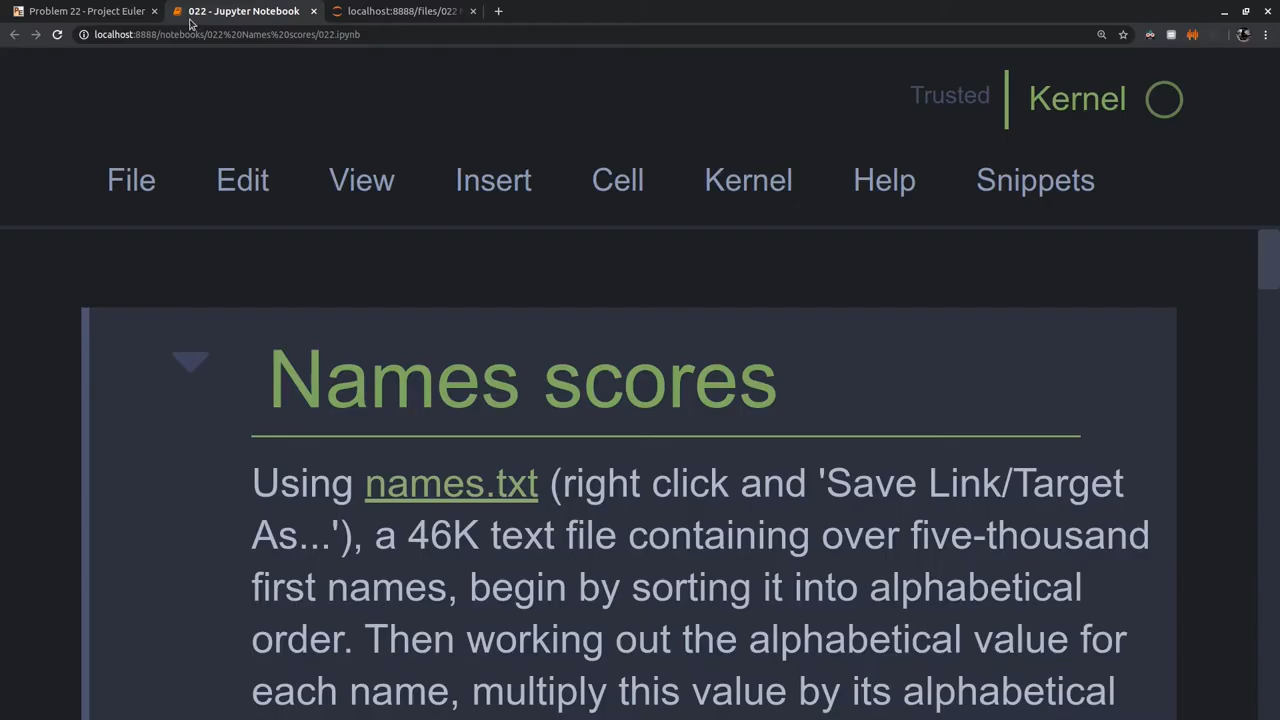 Problem 22 - Project Euler
022 - Jupyter Notebook
localhost:8888/files/022
localhost:8888/notebooks/022%20Names%20scores/022.ipynb
Trusted
Kernel
File Edit View Insert Cell Kernel Help Snippets
Names scores
Using names.txt (right click and 'Save Link/Target
As...'), a 46K text file containing over five-thousand
first names, begin by sorting it into alphabetical
order. Then working out the alphabetical value for
each name, multiply this value by its alphabetical